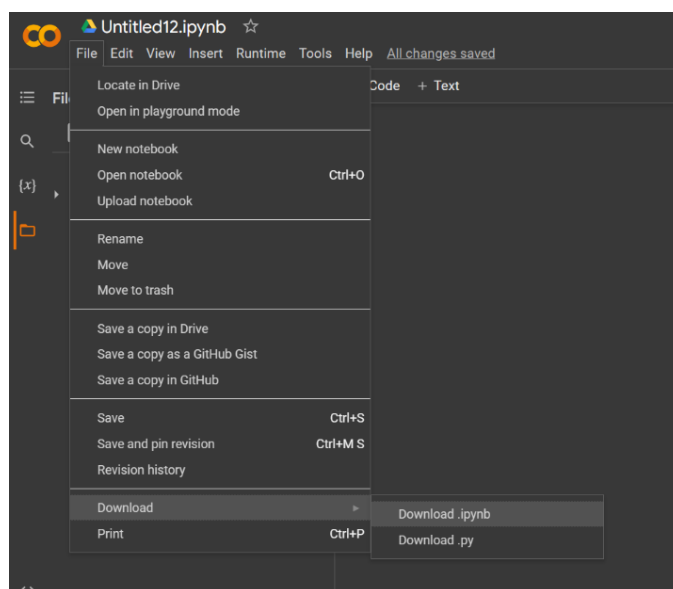 Untitled12.ipynb
File Edit View Insert Runtime Tools Help All changes saved
Code + Text
Locate in Drive
Open in playground mode
New notebook
Open notebook Ctrl+O
Upload notebook
{x}
Rename
Move
Move to trash
Save a copy in Drive
Save a copy as a GitHub Gist
Save a copy in GitHub
Save Ctrl+S
Save and pin revision Ctrl+M S
Revision history
Download
Download .ipynb
Download .py
Print Ctrl+P